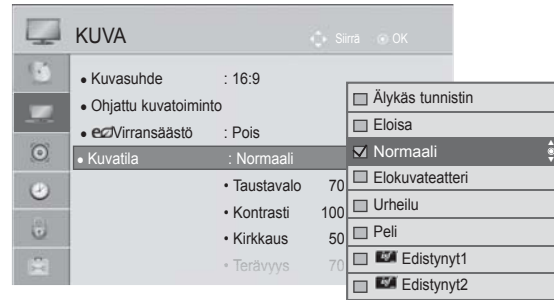 KUVA
Siirrä OK
• Kuvasuhde : 16:9
• Ohjattu kuvatoiminto
• eco Virransäästö : Pois
• Kuvatila : Normaali
• Taustavalo 70
• Kontrasti 100
• Kirkkaus 50
• Terävyys 70
Älykäs tunnistin
Eloisa
Normaali
Elokuvateatteri
Urheilu
Peli
Edistynyt1
Edistynyt2